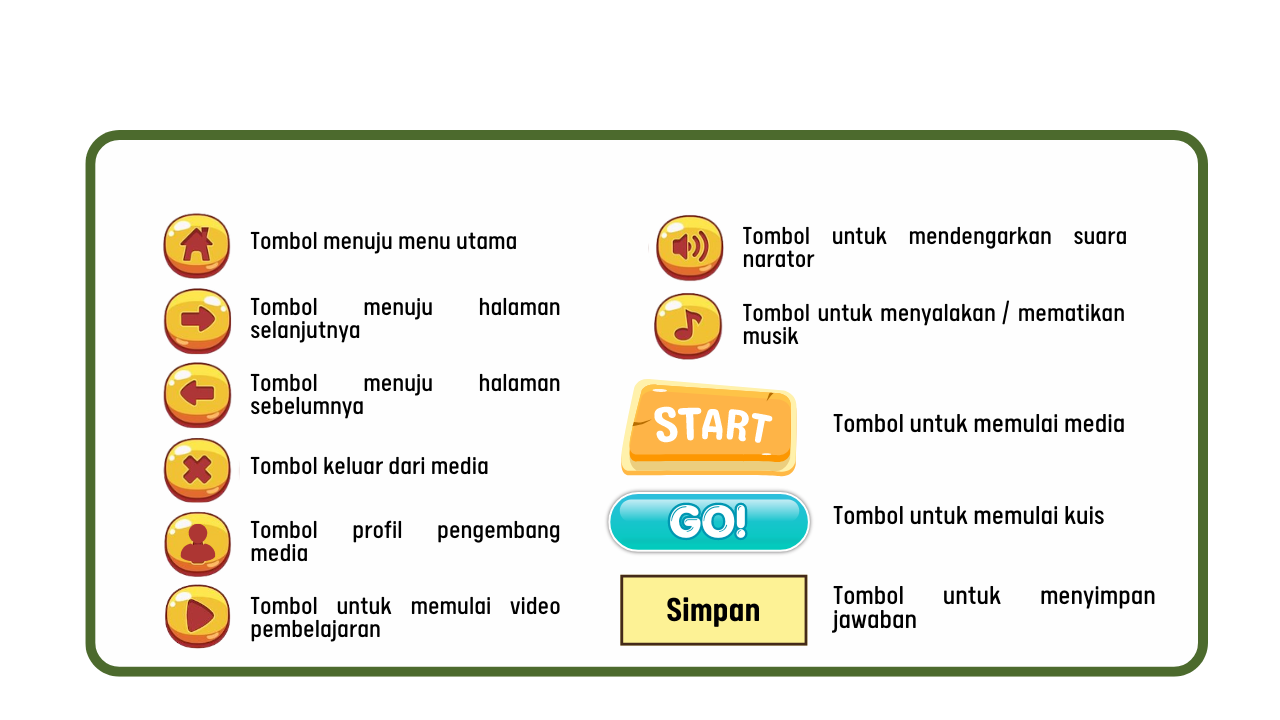 Tombol menuju menu utama
Tombol menuju halaman
selanjutnya
Tombol menuju halaman
sebelumnya
Tombol keluar dari media
Tombol profil pengembang
media
Tombol untuk memulai video
pembelajaran
Tombol untuk mendengarkan suara
narator
Tombol untuk menyalakan / mematikan
musik
START
Tombol untuk memulai media
GO!
Tombol untuk memulai kuis
Simpan
Tombol untuk menyimpan
jawaban